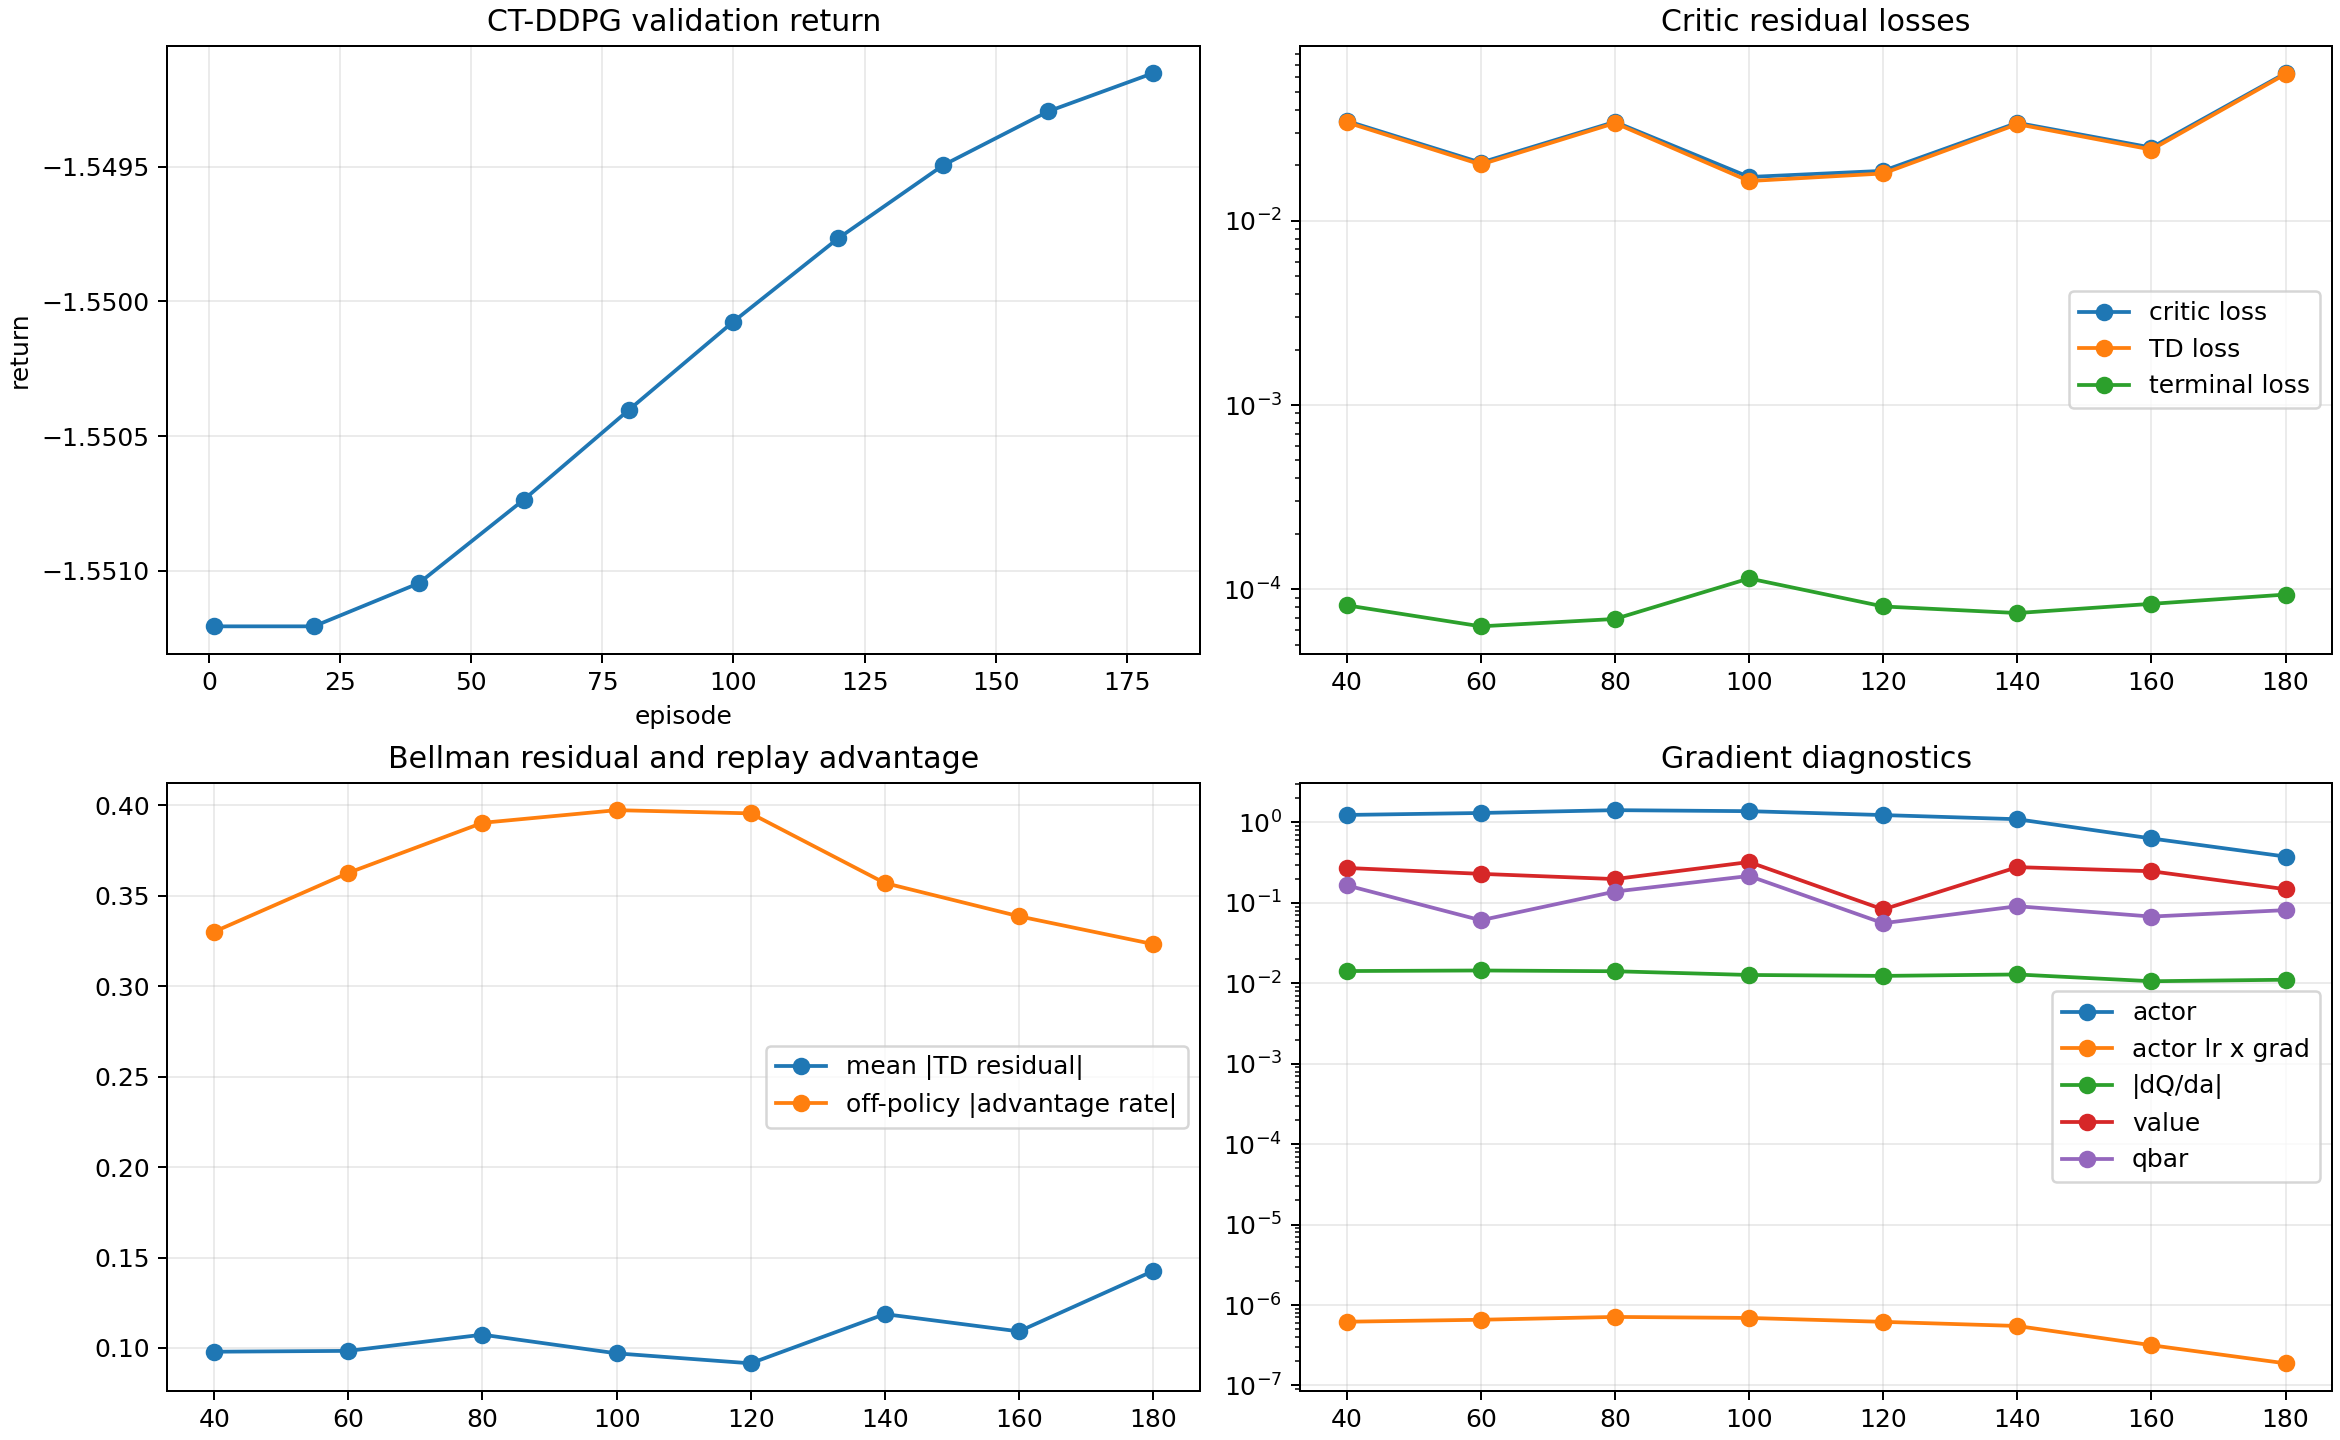 CT-DDPG validation return
return
−1.5495
−1.5500
−1.5505
−1.5510
0 25 50 75 100 125 150 175
episode
Critic residual losses
10⁻²
10⁻³
10⁻⁴
critic loss
TD loss
terminal loss
40 60 80 100 120 140 160 180
Bellman residual and replay advantage
0.40
0.35
0.30
0.25
0.20
0.15
0.10
mean |TD residual|
off-policy |advantage rate|
40 60 80 100 120 140 160 180
Gradient diagnostics
10⁰
10⁻¹
10⁻²
10⁻³
10⁻⁴
10⁻⁵
10⁻⁶
10⁻⁷
actor
actor lr x grad
|dQ/da|
value
qbar
40 60 80 100 120 140 160 180